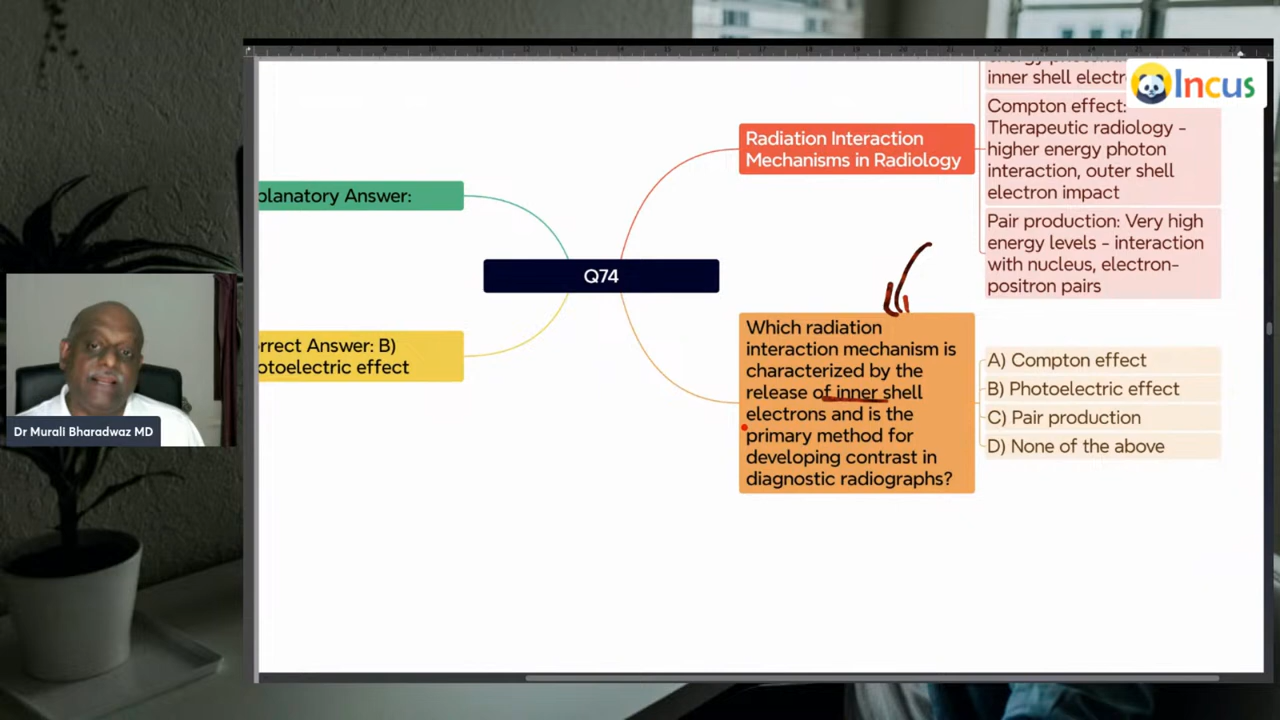 Incus
inner shell electr
Compton effect:
Therapeutic radiology -
higher energy photon
interaction, outer shell
electron impact
Pair production: Very high
energy levels - interaction
with nucleus, electron-
positron pairs
Radiation Interaction
Mechanisms in Radiology
planatory Answer:
Q74
rrect Answer: B)
otoelectric effect
Which radiation
interaction mechanism is
characterized by the
release of inner shell
electrons and is the
primary method for
developing contrast in
diagnostic radiographs?
A) Compton effect
B) Photoelectric effect
C) Pair production
D) None of the above
Dr Murali Bharadwaz MD